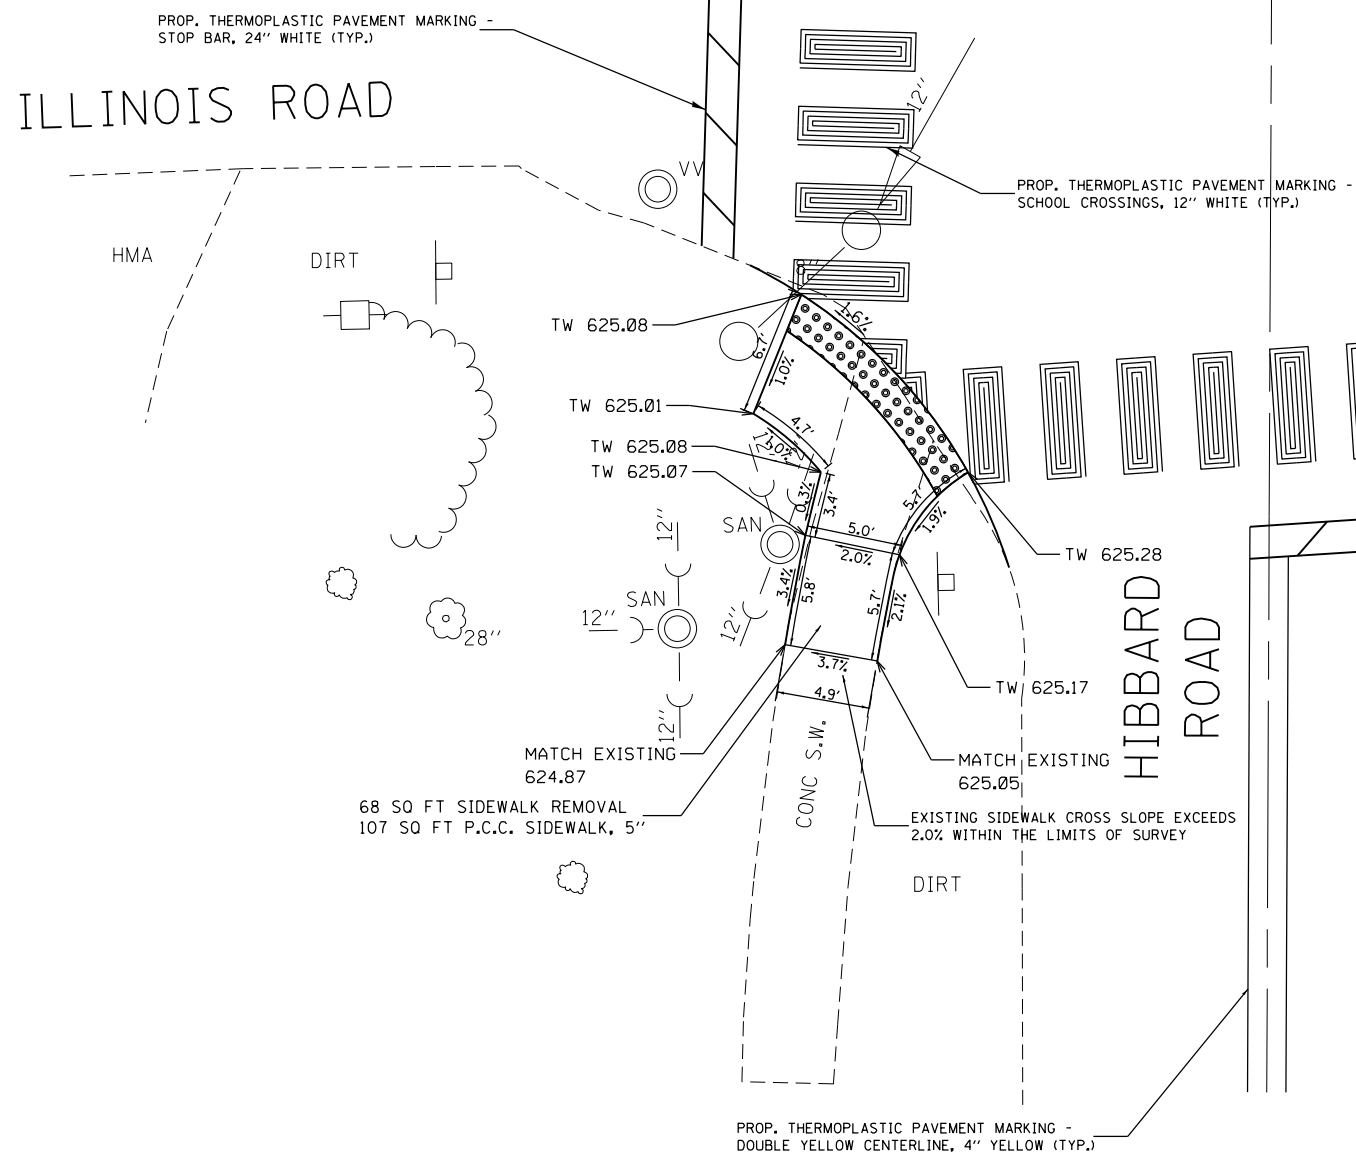 PROP. THERMOPLASTIC PAVEMENT MARKING -
STOP BAR, 24" WHITE (TYP.)
ILLINOIS ROAD
12"
VV
PROP. THERMOPLASTIC PAVEMENT MARKING -
SCHOOL CROSSINGS, 12" WHITE (TYP.)
HMA
DIRT
TW 625.08
1.6%
6.7'
1.0%
TW 625.01
4.7'
TW 625.08
1.0%
TW 625.07
0.3%
3.4'
5.7'
1.9%
12"
SAN
5.0'
2.0%
TW 625.28
3.4%
5.8'
5.7'
2.1%
HIBBARD
ROAD
SAN
12"
12"
28"
3.7%
4.9'
TW 625.17
12"
CONC S.W.
MATCH EXISTING
624.87
MATCH EXISTING
625.05
68 SQ FT SIDEWALK REMOVAL
107 SQ FT P.C.C. SIDEWALK, 5"
EXISTING SIDEWALK CROSS SLOPE EXCEEDS
2.0% WITHIN THE LIMITS OF SURVEY
DIRT
PROP. THERMOPLASTIC PAVEMENT MARKING -
DOUBLE YELLOW CENTERLINE, 4" YELLOW (TYP.)